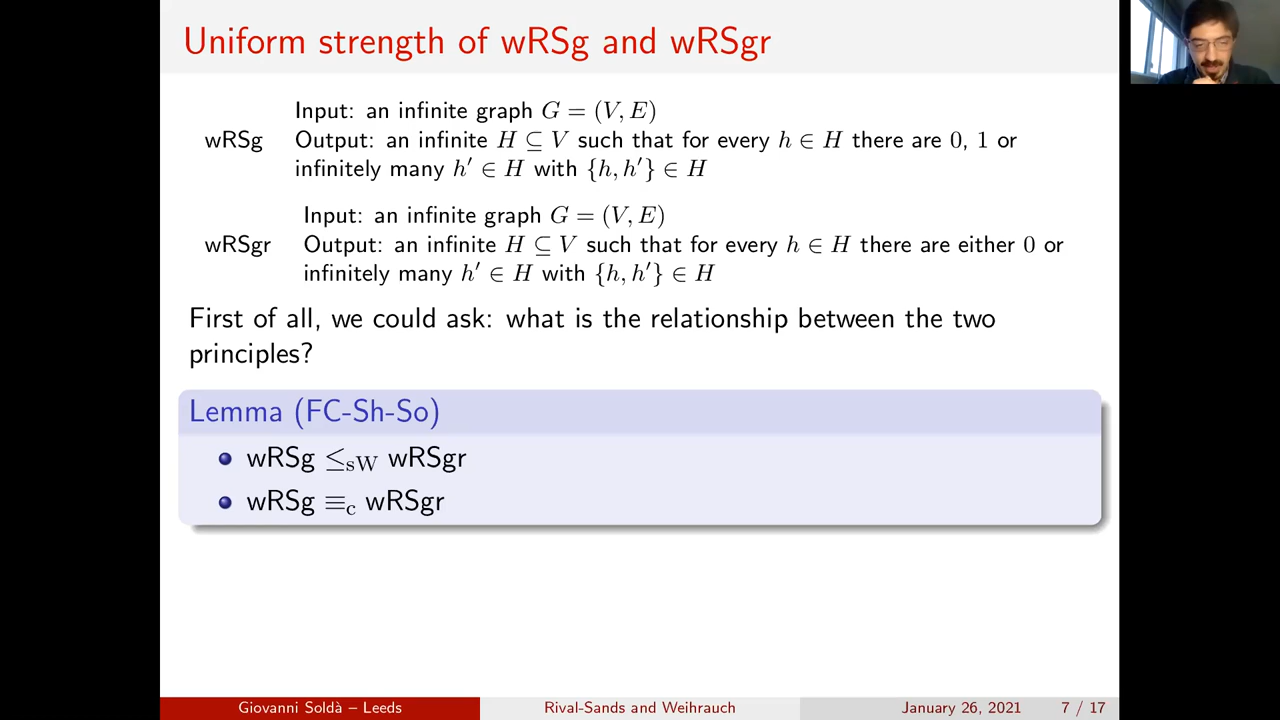 Uniform strength of wRSg and wRSgr
Input: an infinite graph G = (V, E)
wRSg Output: an infinite H ⊆ V such that for every h ∈ H there are 0, 1 or
infinitely many h′ ∈ H with {h, h′} ∈ H
Input: an infinite graph G = (V, E)
wRSgr Output: an infinite H ⊆ V such that for every h ∈ H there are either 0 or
infinitely many h′ ∈ H with {h, h′} ∈ H
First of all, we could ask: what is the relationship between the two
principles?
Lemma (FC-Sh-So)
wRSg ≤sW wRSgr
wRSg ≡c wRSgr
Giovanni Soldà – Leeds Rival-Sands and Weihrauch January 26, 2021 7 / 17